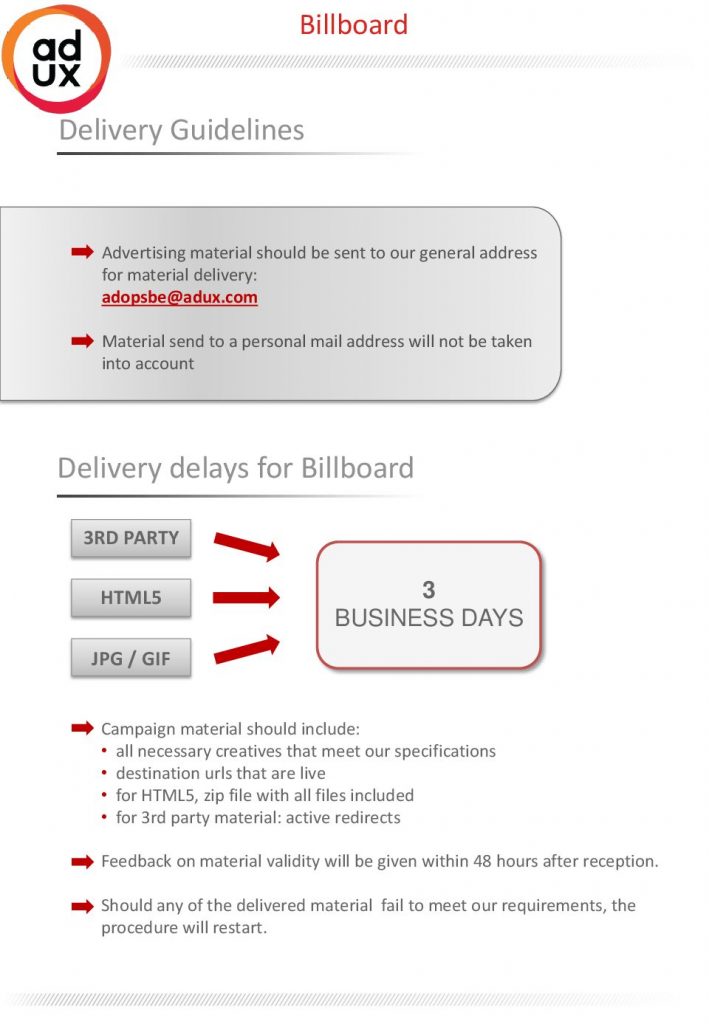 Billboard
ad
ux
Delivery Guidelines
Advertising material should be sent to our general address
for material delivery:
adopsbe@adux.com
Material send to a personal mail address will not be taken
into account
Delivery delays for Billboard
3RD PARTY
HTML5
JPG / GIF
3
BUSINESS DAYS
Campaign material should include:
• all necessary creatives that meet our specifications
• destination urls that are live
• for HTML5, zip file with all files included
• for 3rd party material: active redirects
Feedback on material validity will be given within 48 hours after reception.
Should any of the delivered material fail to meet our requirements, the
procedure will restart.